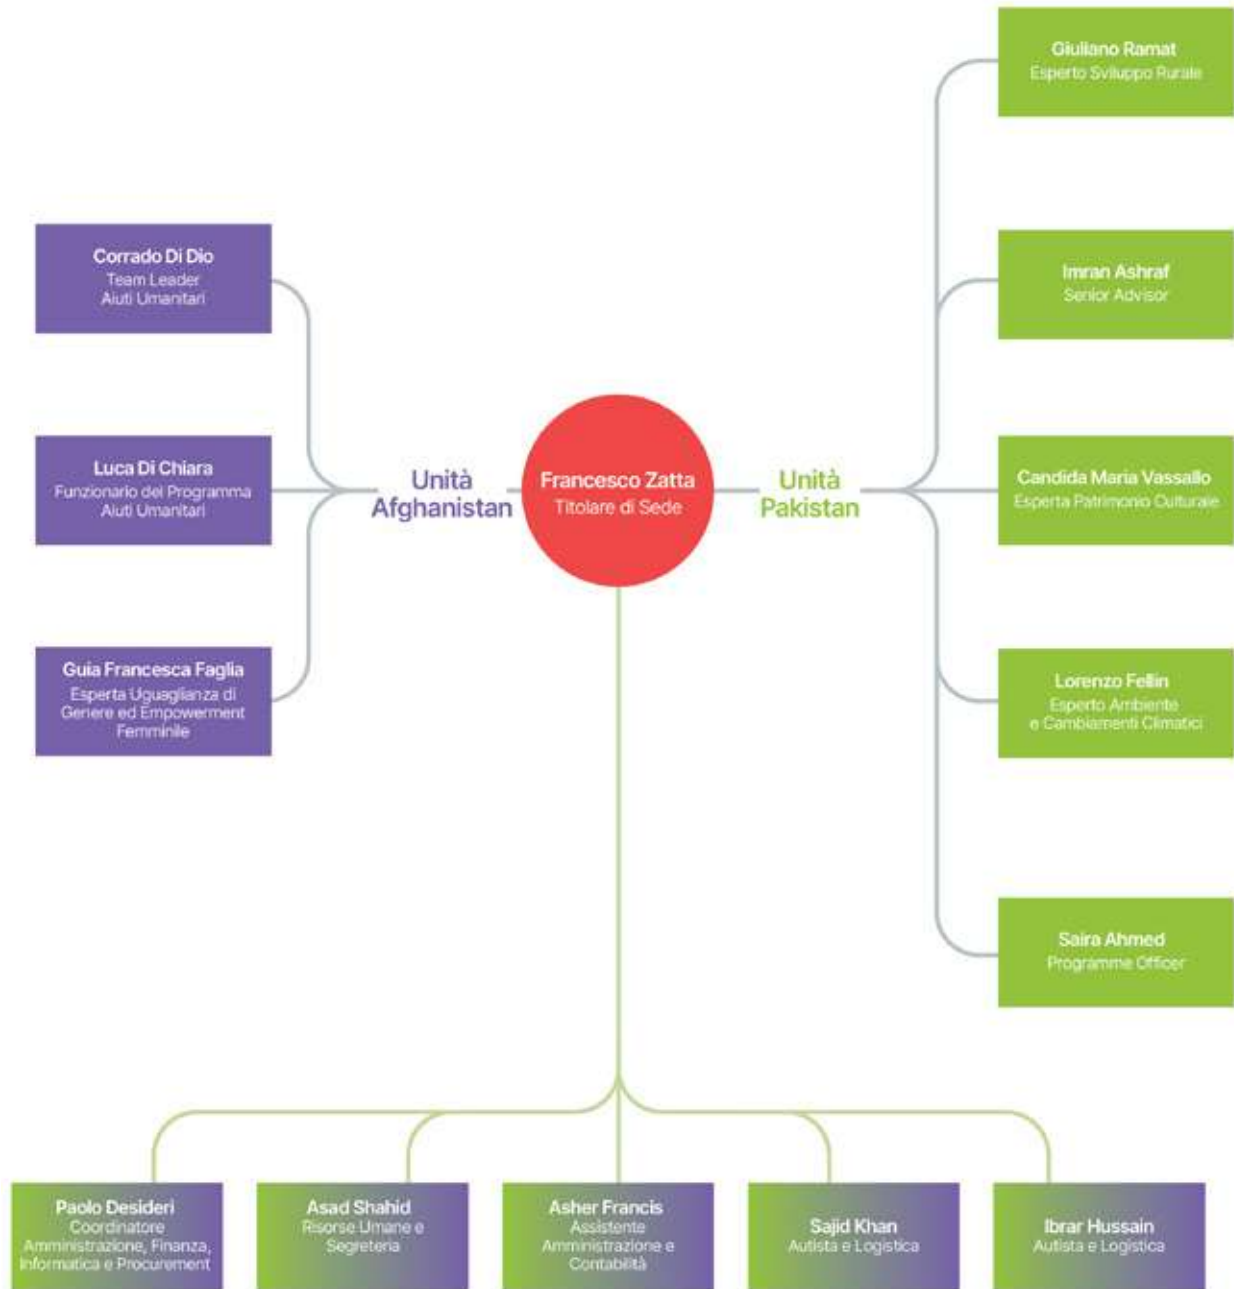 Giuliano Ramat
Esperto Sviluppo Rurale
Corrado Di Dio
Team Leader
Aiuti Umanitari
Imran Ashraf
Senior Advisor
Luca Di Chiara
Funzionario del Programma
Aiuti Umanitari
Unità
Afghanistan
Francesco Zatta
Titolare di Sede
Unità
Pakistan
Candida Maria Vassallo
Esperta Patrimonio Culturale
Guia Francesca Faglia
Esperta Uguaglianza di
Genere ed Empowerment
Femminile
Lorenzo Fellin
Esperto Ambiente
e Cambiamenti Climatici
Saira Ahmed
Programme Officer
Paolo Desideri
Coordinatore
Amministrazione, Finanza,
Informatica e Procurement
Asad Shahid
Risorse Umane e
Segreteria
Asher Francis
Assistente
Amministrazione e
Contabilità
Sajid Khan
Autista e Logistica
Ibrar Hussain
Autista e Logistica